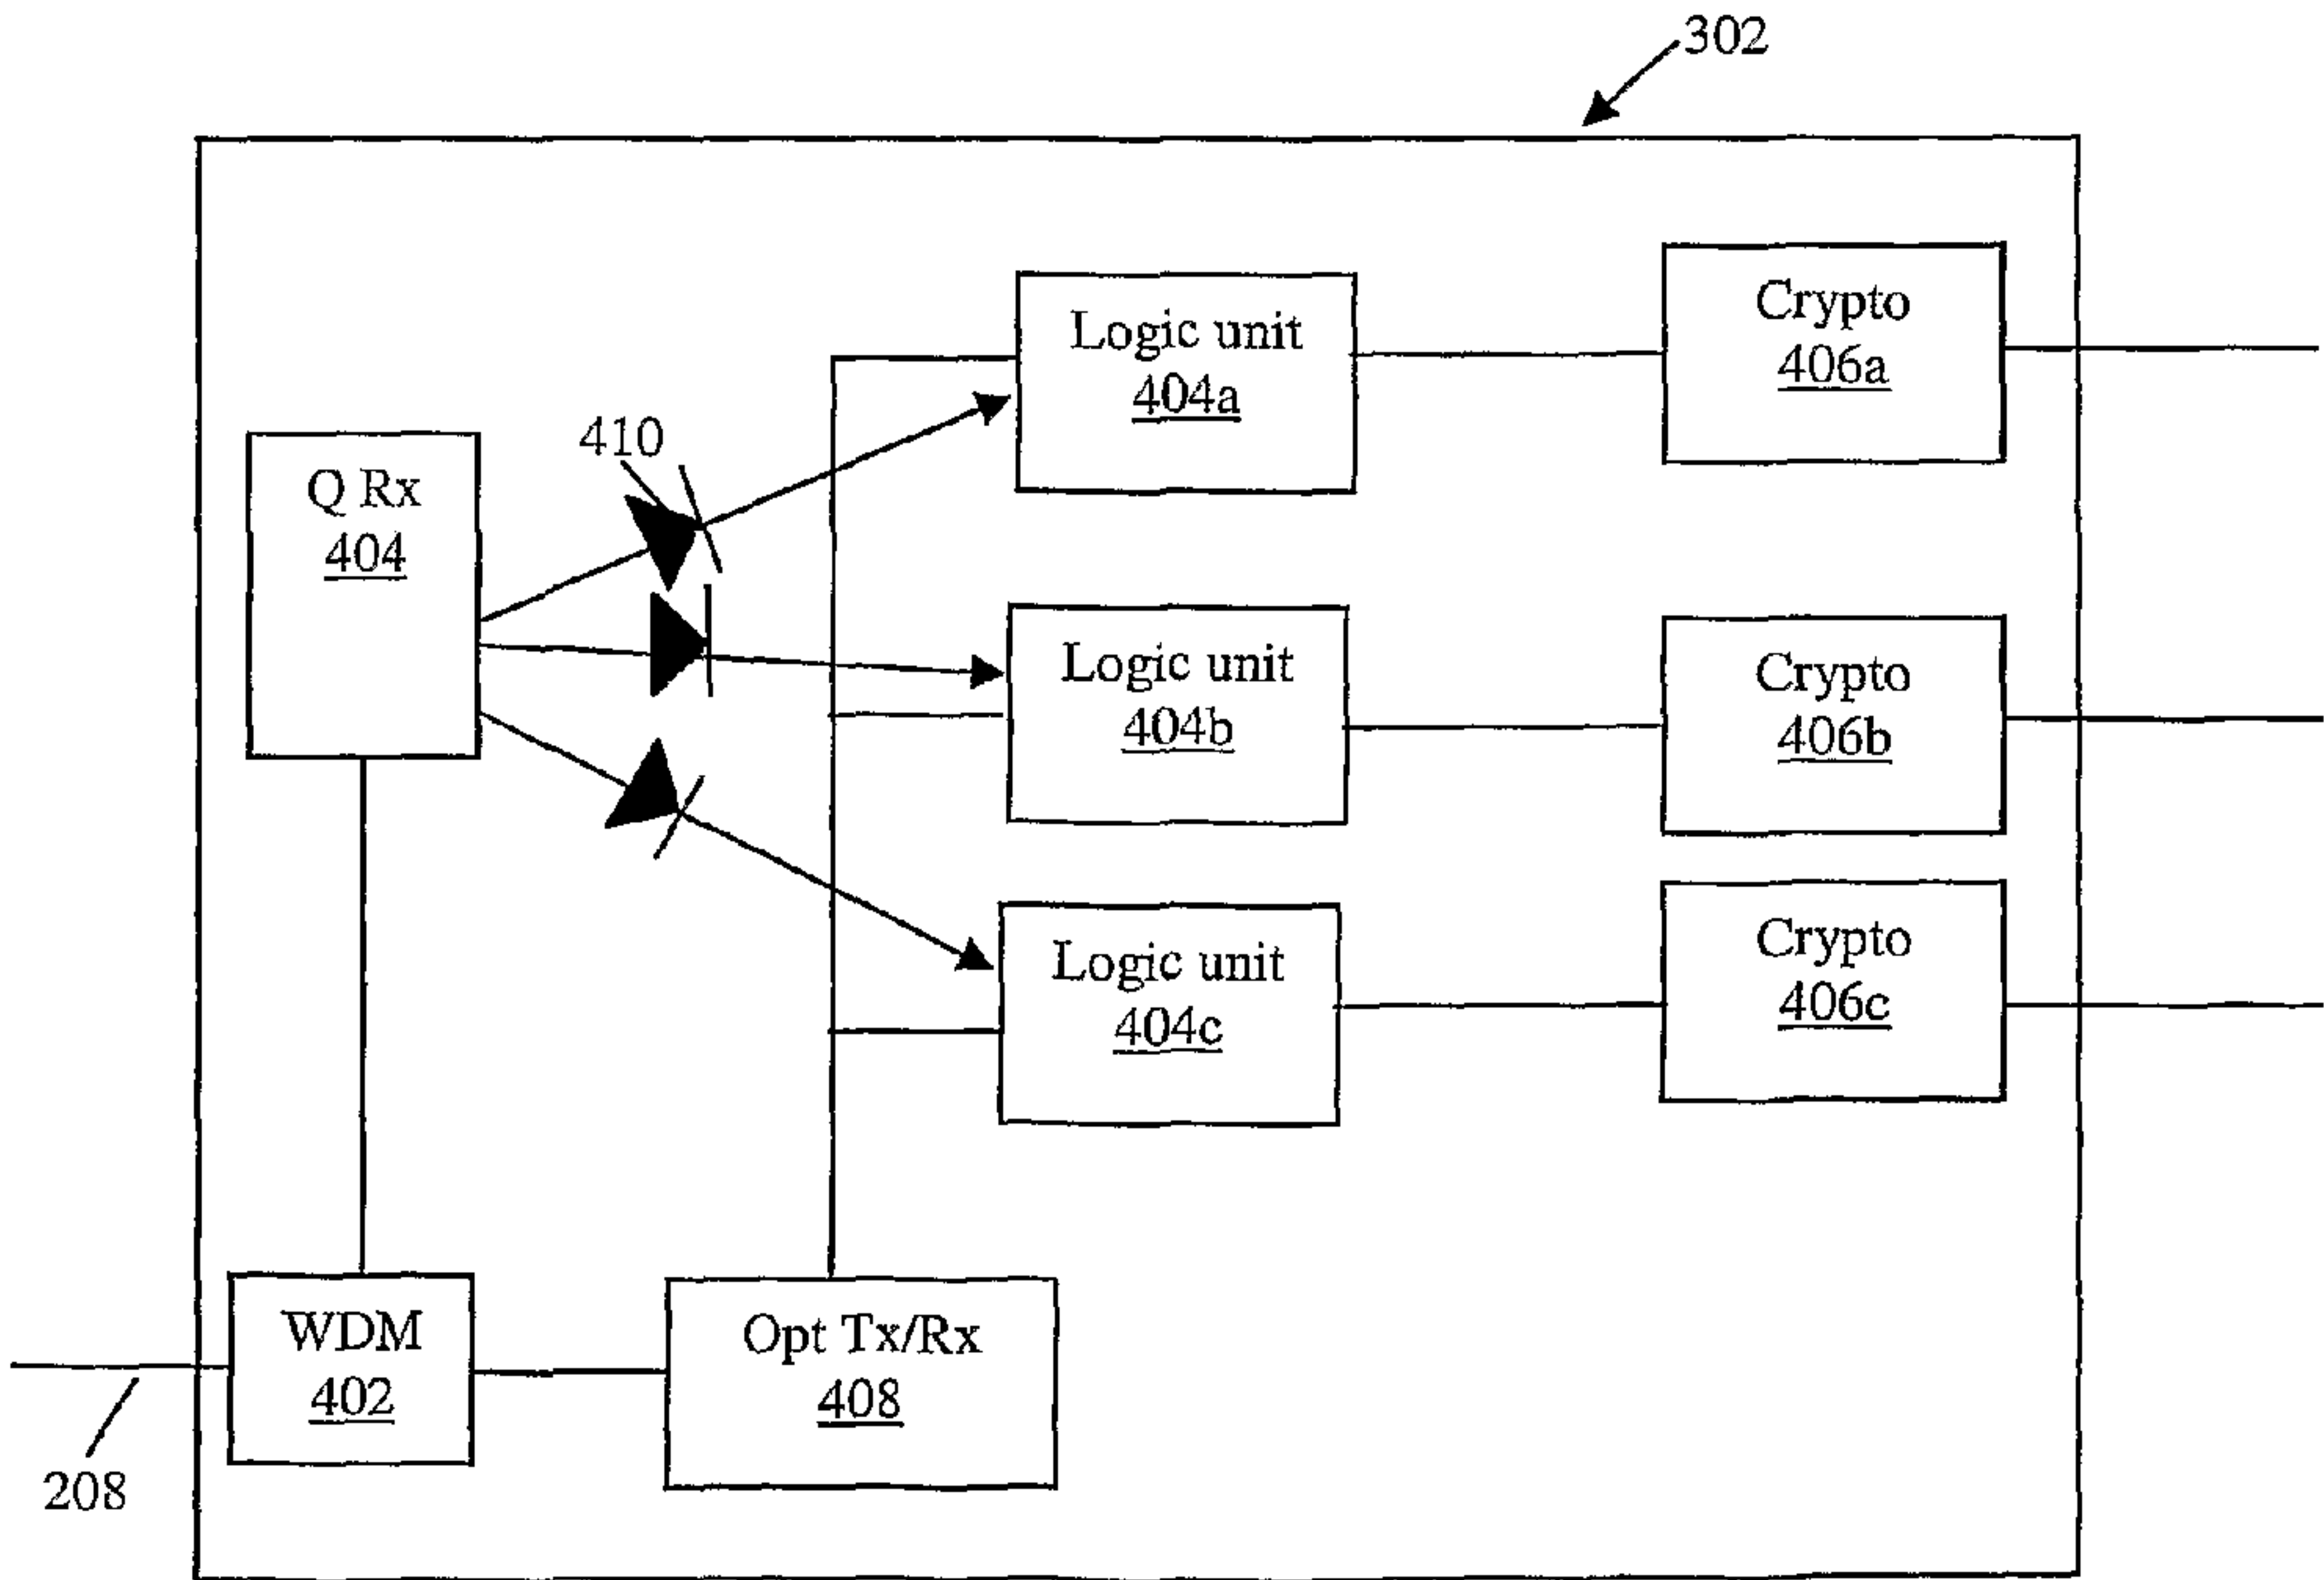 302
Logic unit
404a
Crypto
406a
410
Q Rx
404
Logic unit
404b
Crypto
406b
Logic unit
404c
Crypto
406c
WDM
402
Opt Tx/Rx
408
208